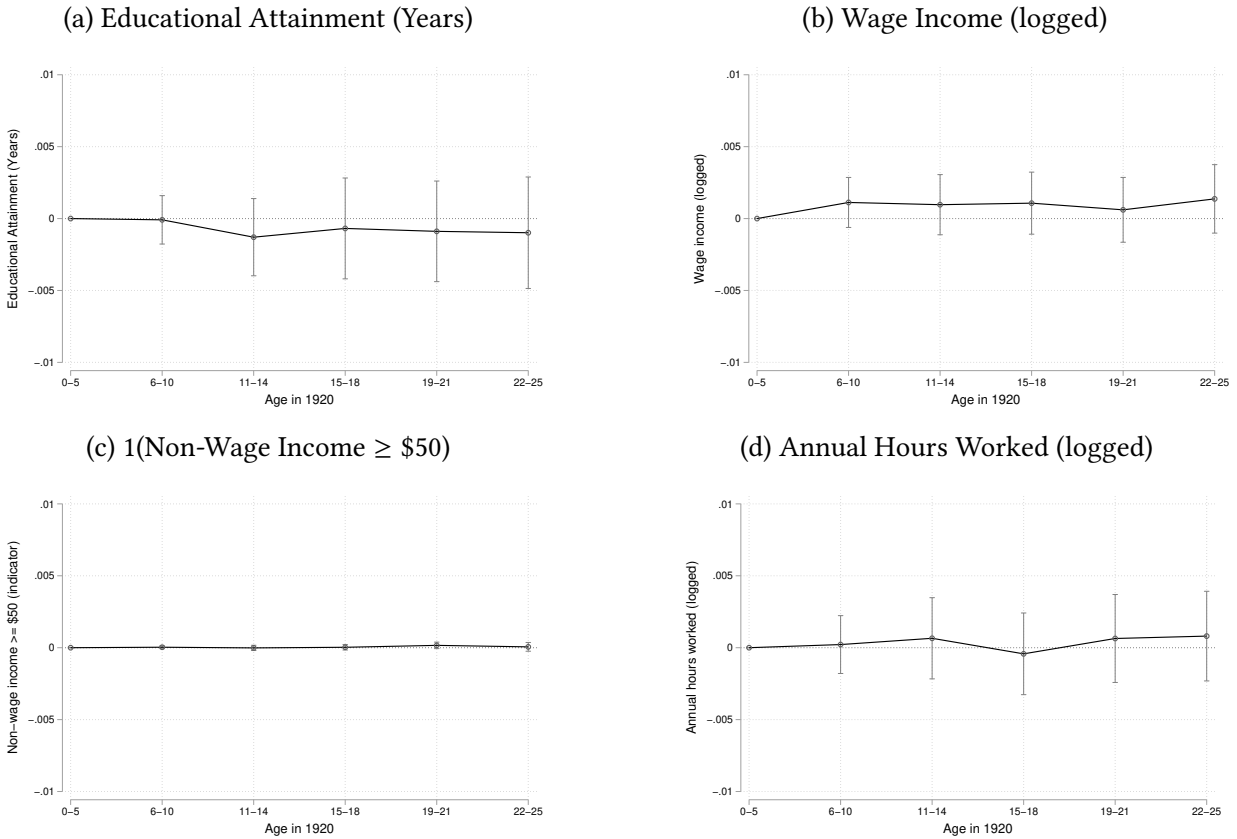 (a) Educational Attainment (Years)
.01
.005
0
−.005
−.01
Educational Attainment (Years)
0−5 6−10 11−14 15−18 19−21 22−25
Age in 1920
(b) Wage Income (logged)
.01
.005
0
−.005
−.01
Wage income (logged)
0−5 6−10 11−14 15−18 19−21 22−25
Age in 1920
(c) 1(Non-Wage Income ≥ $50)
.01
.005
0
−.005
−.01
Non−wage income >= $50 (indicator)
0−5 6−10 11−14 15−18 19−21 22−25
Age in 1920
(d) Annual Hours Worked (logged)
.01
.005
0
−.005
−.01
Annual hours worked (logged)
0−5 6−10 11−14 15−18 19−21 22−25
Age in 1920